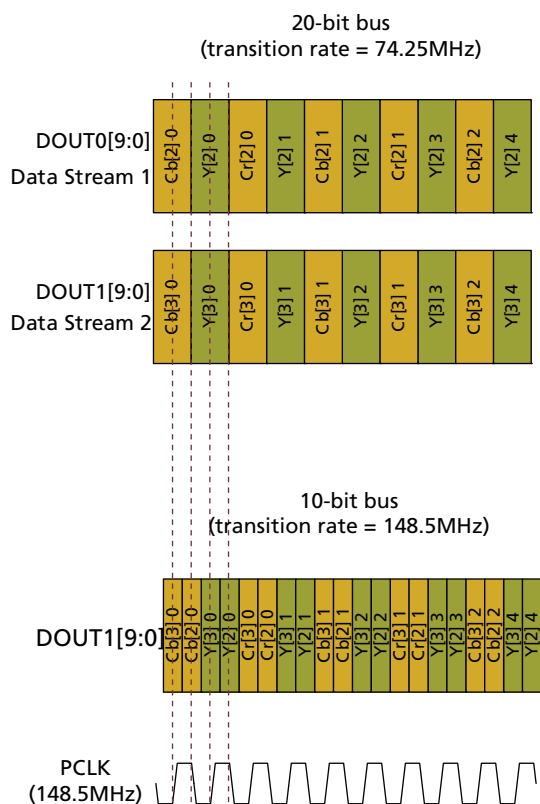 20-bit bus
(transition rate = 74.25MHz)
DOUT0[9:0]
Data Stream 1
Cb[2] 0
Y[2] 0
Cr[2] 0
Y[2] 1
Cb[2] 1
Y[2] 2
Cr[2] 1
Y[2] 3
Cb[2] 2
Y[2] 4
DOUT1[9:0]
Data Stream 2
Cb[3] 0
Y[3] 0
Cr[3] 0
Y[3] 1
Cb[3] 1
Y[3] 2
Cr[3] 1
Y[3] 3
Cb[3] 2
Y[3] 4
10-bit bus
(transition rate = 148.5MHz)
DOUT1[9:0]
Cb[3] 0
Cb[2] 0
Y[3] 0
Y[2] 0
Cr[3] 0
Cr[2] 0
Y[3] 1
Y[2] 1
Cb[3] 1
Cb[2] 1
Y[3] 2
Y[2] 2
Cr[3] 1
Cr[2] 1
Y[3] 3
Y[2] 3
Cb[3] 2
Cb[2] 2
Y[3] 4
Y[2] 4
PCLK
(148.5MHz)